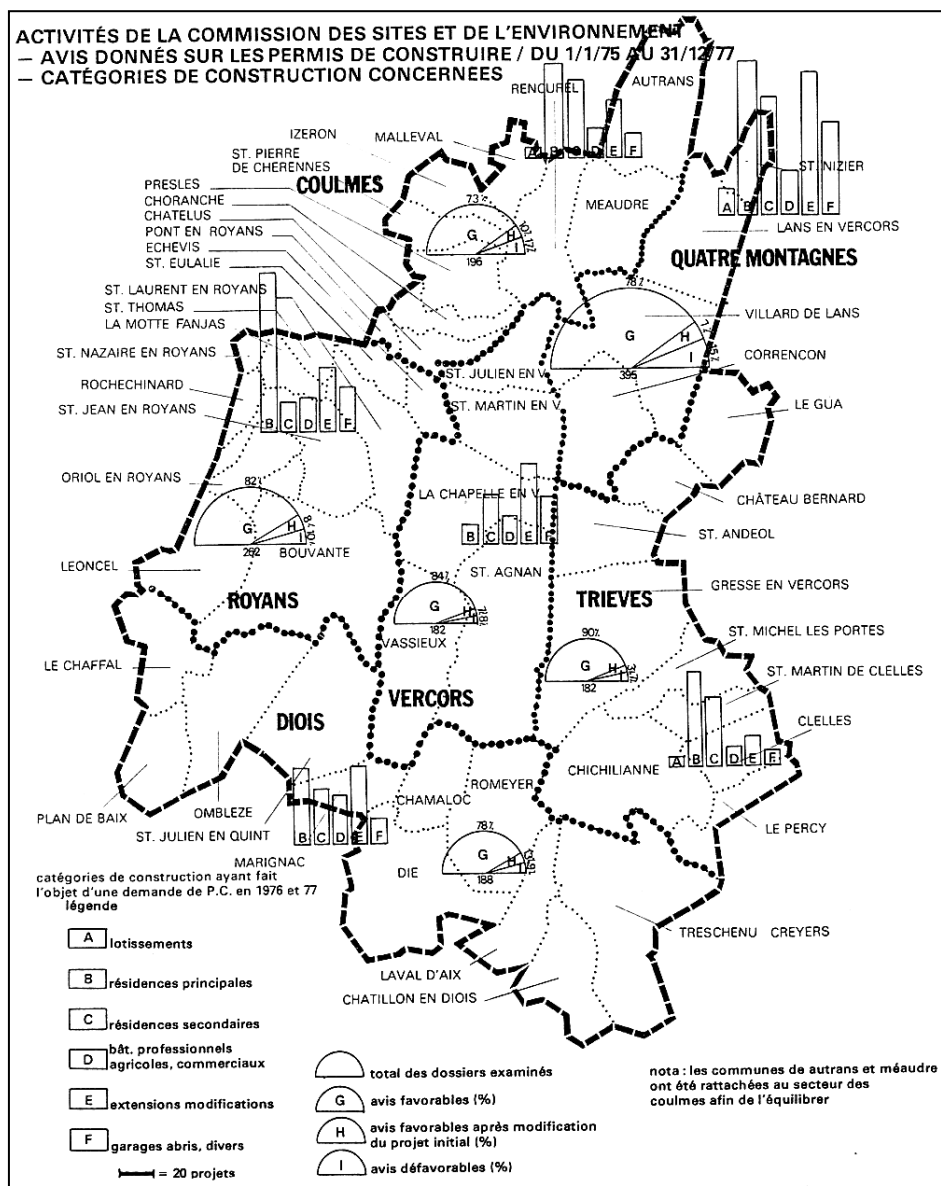 ACTIVITÉS DE LA COMMISSION DES SITES ET DE L'ENVIRONNEMENT
— AVIS DONNÉS SUR LES PERMIS DE CONSTRUIRE / DU 1/1/75 AU 31/12/77
— CATÉGORIES DE CONSTRUCTION CONCERNEES
RENCUREL
AUTRANS
IZERON
MALLEVAL
A B C D E F
ST. PIERRE
DE CHERENNES
COULMES
ST. NIZIER
A B C D E F
PRESLES
CHORANCHE
CHATELUS
PONT EN ROYANS
ECHEVIS
ST. EULALIE
73%
G H I
10% 17%
196
MEAUDRE
LANS EN VERCORS
QUATRE MONTAGNES
ST. LAURENT EN ROYANS
ST. THOMAS
LA MOTTE FANJAS
78%
G H I
7% 15%
395
VILLARD DE LANS
ST. NAZAIRE EN ROYANS
CORRENCON
ROCHECHINARD
ST. JULIEN EN V.
ST. JEAN EN ROYANS
B C D E F
ST. MARTIN EN V.
LE GUA
ORIOL EN ROYANS
82%
G H I
8% 10%
262
LA CHAPELLE EN V.
B C D E F
CHÂTEAU BERNARD
ST. ANDEOL
BOUVANTE
LEONCEL
ST. AGNAN
GRESSE EN VERCORS
ROYANS
84%
G H I
7% 8%
182
TRIEVES
VASSIEUX
90%
G H I
3% 7%
182
ST. MICHEL LES PORTES
LE CHAFFAL
ST. MARTIN DE CLELLES
VERCORS
DIOIS
CLELLES
A B C D E F
CHICHILIANNE
ROMEYER
CHAMALOC
PLAN DE BAIX
OMBLEZE
ST. JULIEN EN QUINT
B C D E F
LE PERCY
MARIGNAC
78%
G H I
188
DIE
catégories de construction ayant fait
l'objet d'une demande de P.C. en 1976 et 77
légende
TRESCHENU CREYERS
LAVAL D'AIX
CHATILLON EN DIOIS
A lotissements
B résidences principales
C résidences secondaires
D bât. professionnels
agricoles, commerciaux
E extensions modifications
F garages abris, divers
= 20 projets
total des dossiers examinés
G avis favorables (%)
H avis favorables après modification
du projet initial (%)
I avis défavorables (%)
nota : les communes de autrans et méaudre
ont été rattachées au secteur des
coulmes afin de l'équilibrer